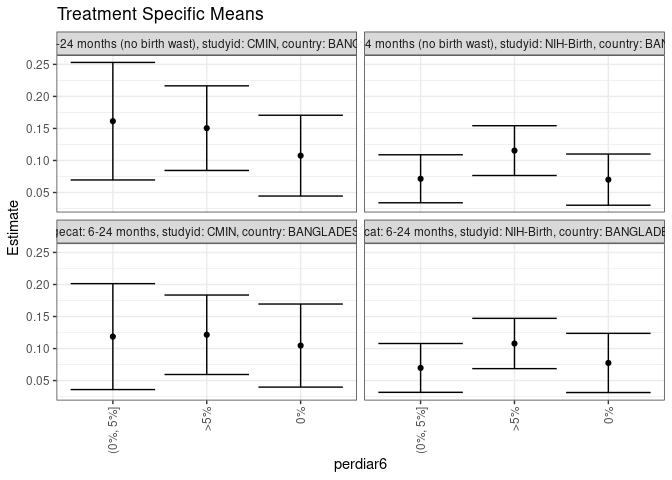 Treatment Specific Means
-24 months (no birth wast), studyid: CMIN, country: BANG
4 months (no birth wast), studyid: NIH-Birth, country: BAN
0.25
0.20
0.15
0.10
0.05
gecat: 6-24 months, studyid: CMIN, country: BANGLADES
cat: 6-24 months, studyid: NIH-Birth, country: BANGLADE
0.25
0.20
0.15
0.10
0.05
Estimate
(0%, 5%]
>5%
0%
(0%, 5%]
>5%
0%
perdiar6